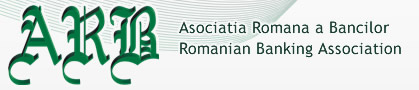 ARB
Asociatia Romana a Bancilor
Romanian Banking Association